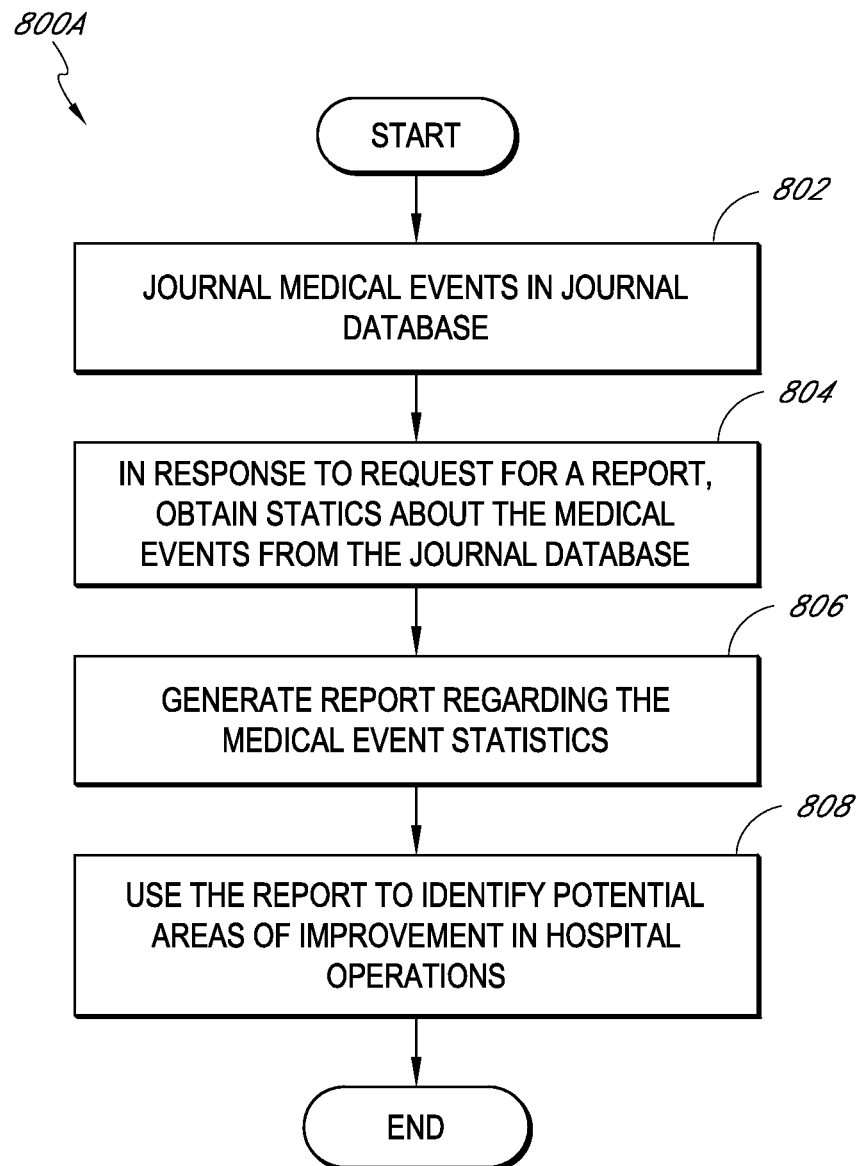 800A
START
802
JOURNAL MEDICAL EVENTS IN JOURNAL
DATABASE
804
IN RESPONSE TO REQUEST FOR A REPORT,
OBTAIN STATICS ABOUT THE MEDICAL
EVENTS FROM THE JOURNAL DATABASE
806
GENERATE REPORT REGARDING THE
MEDICAL EVENT STATISTICS
808
USE THE REPORT TO IDENTIFY POTENTIAL
AREAS OF IMPROVEMENT IN HOSPITAL
OPERATIONS
END